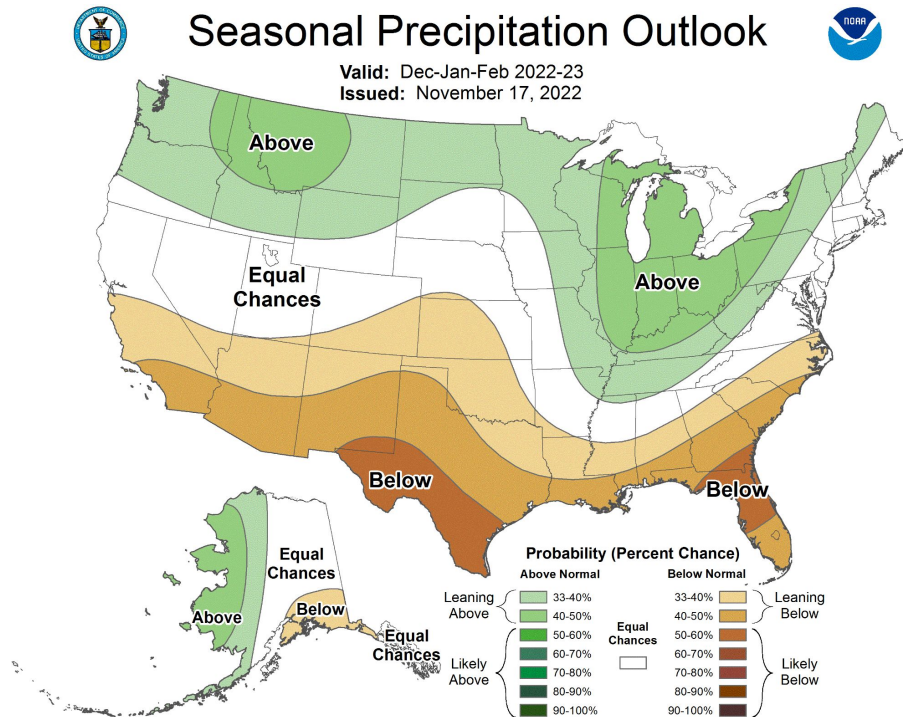 Seasonal Precipitation Outlook
NOAA
Valid: Dec-Jan-Feb 2022-23
Issued: November 17, 2022
Above
Equal
Chances
Above
Below
Below
Equal
Chances
Above
Below
Equal
Chances
Probability (Percent Chance)
Above Normal
Below Normal
Leaning
Above
33-40%
40-50%
Likely
Above
50-60%
60-70%
70-80%
80-90%
90-100%
Equal
Chances
33-40%
40-50%
Leaning
Below
50-60%
60-70%
70-80%
80-90%
90-100%
Likely
Below